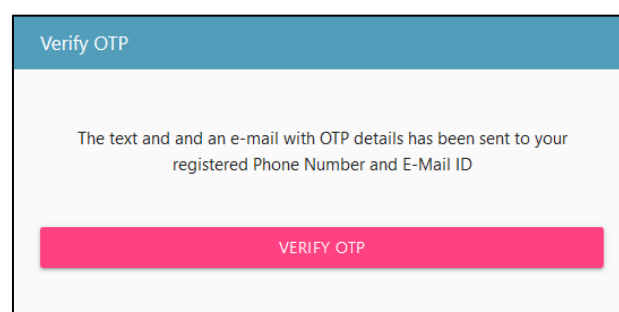 Verify OTP
The text and and an e-mail with OTP details has been sent to your
registered Phone Number and E-Mail ID
VERIFY OTP